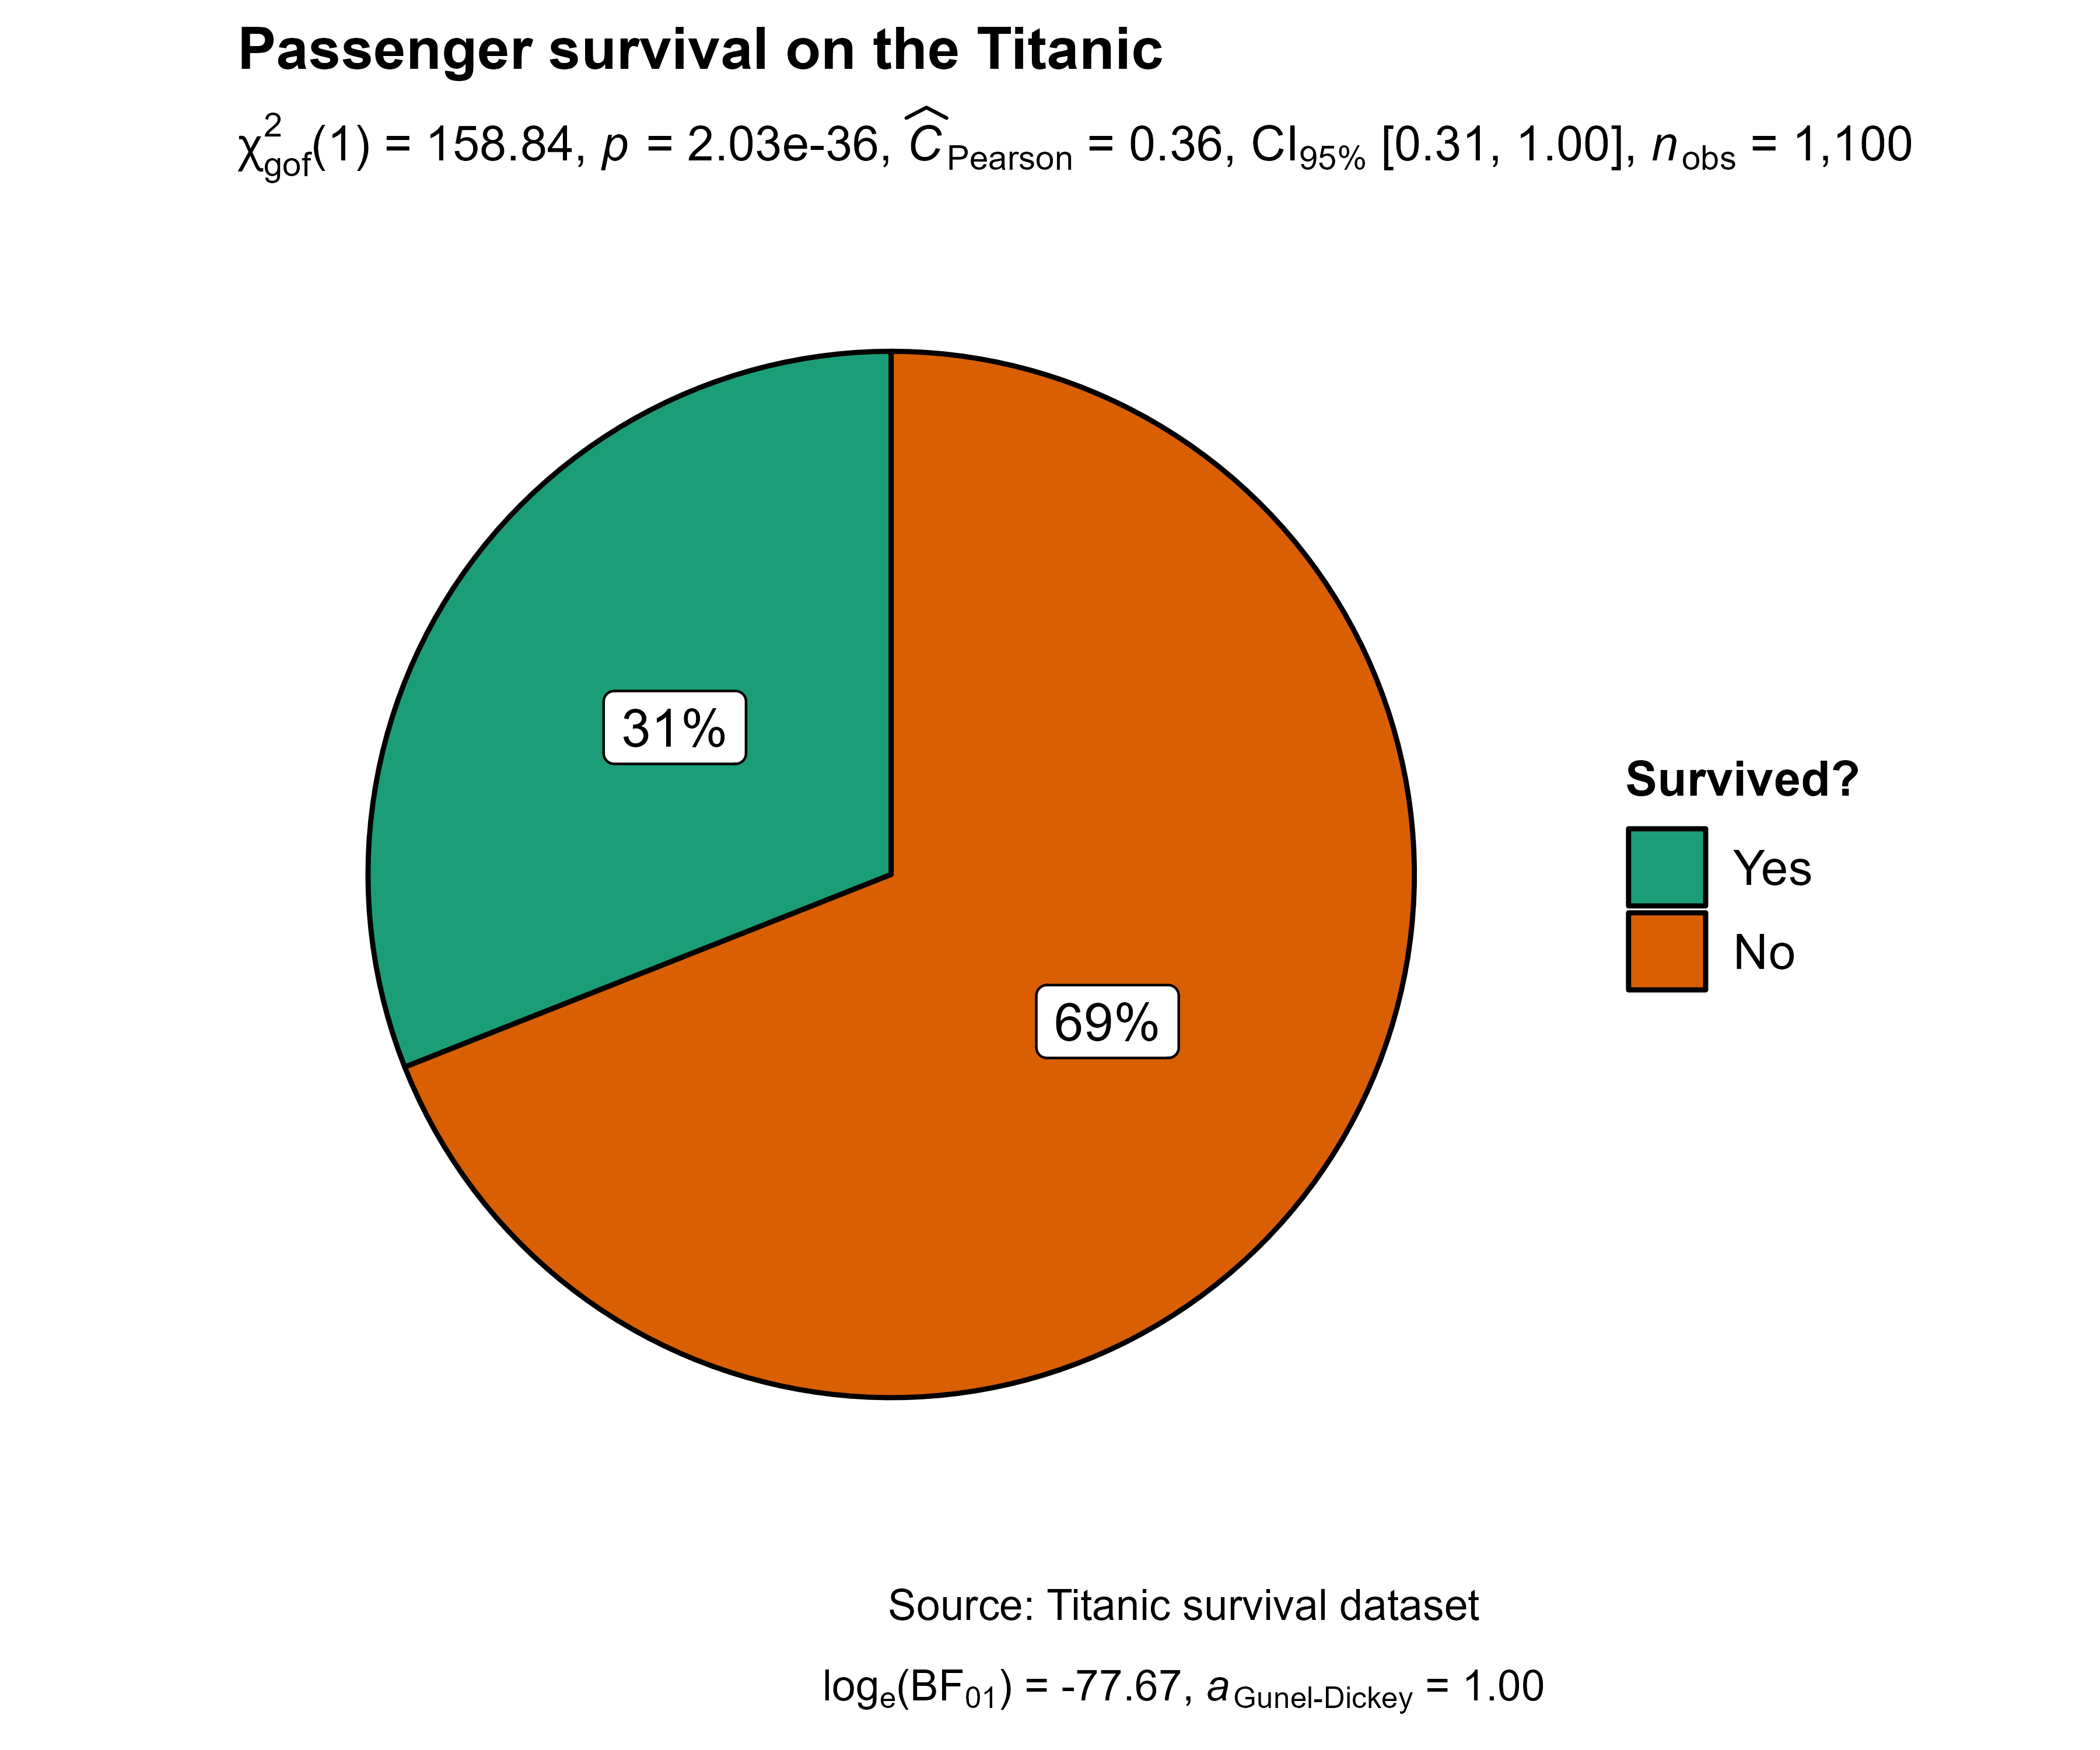 Passenger survival on the Titanic
χ²gof(1) = 158.84, p = 2.03e-36, ĈPearson = 0.36, CI95% [0.31, 1.00], nobs = 1,100
31%
69%
Survived?
Yes
No
Source: Titanic survival dataset
loge(BF01) = -77.67, aGunel-Dickey = 1.00